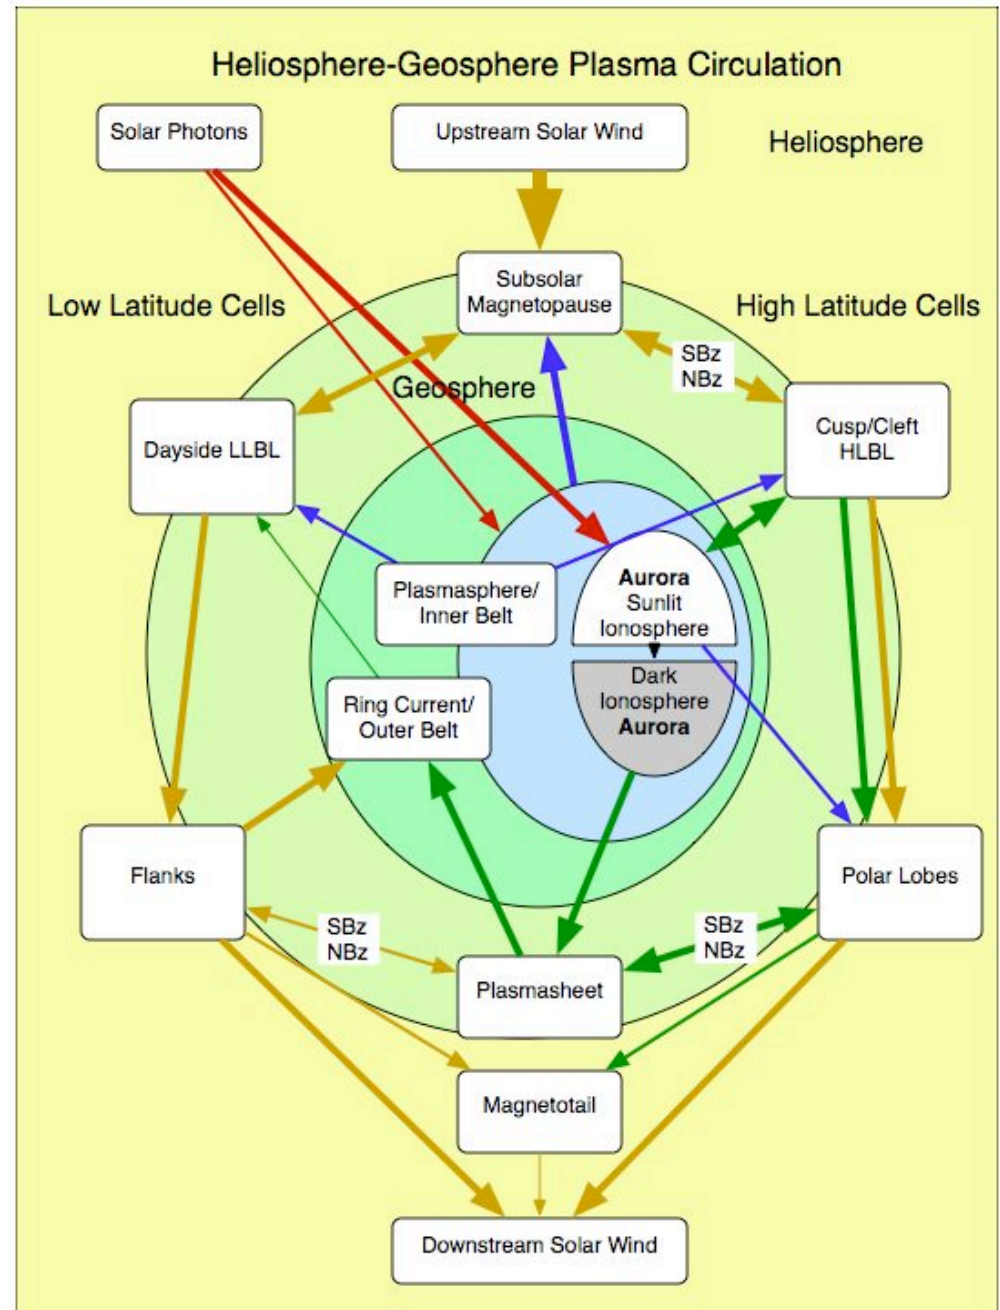 Heliosphere-Geosphere Plasma Circulation
Solar Photons
Upstream Solar Wind
Heliosphere
Subsolar
Magnetopause
Low Latitude Cells
High Latitude Cells
SBz
NBz
Geosphere
Dayside LLBL
Cusp/Cleft
HLBL
Plasmasphere/
Inner Belt
Aurora
Sunlit
Ionosphere
Dark
Ionosphere
Aurora
Ring Current/
Outer Belt
Flanks
Polar Lobes
SBz
NBz
SBz
NBz
Plasmasheet
Magnetotail
Downstream Solar Wind